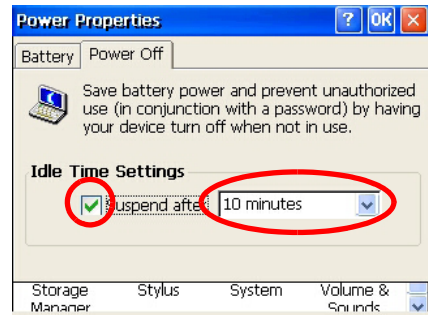 Power Properties ? OK
Battery Power Off
Save battery power and prevent unauthorized
use (in conjunction with a password) by having
your device turn off when not in use.
Idle Time Settings
Suspend after 10 minutes
Storage Stylus System Volume &
Manager Sounds